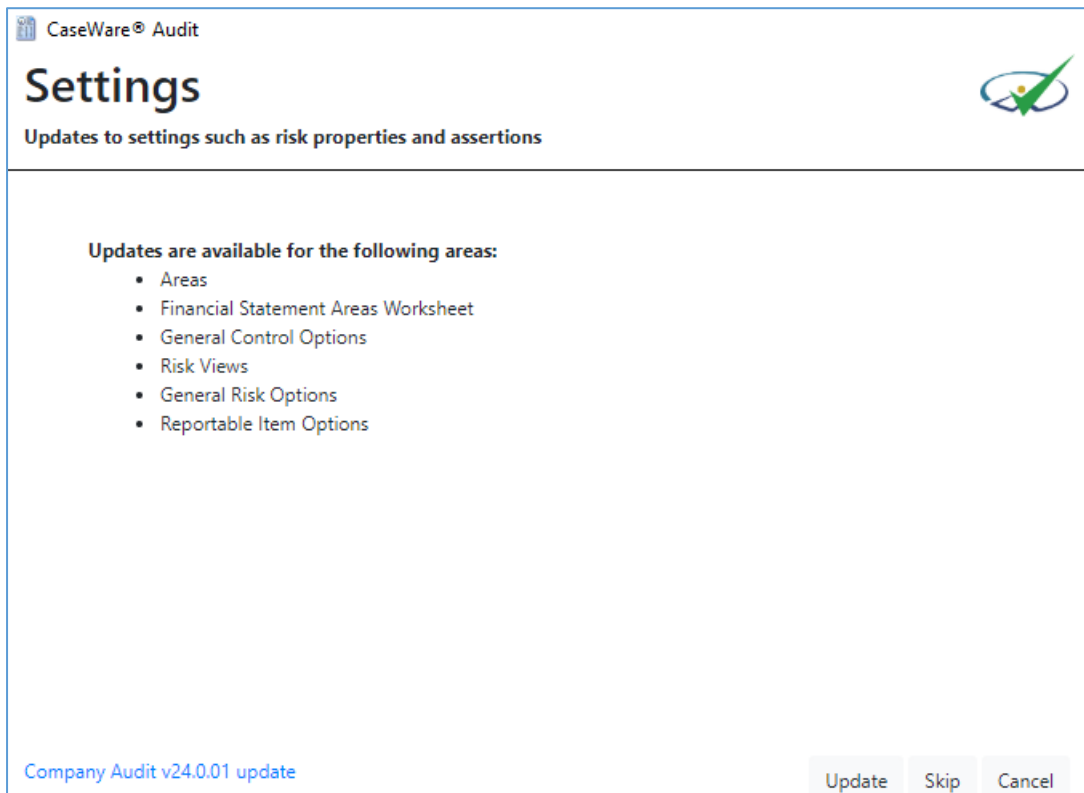 CaseWare® Audit
Settings
Updates to settings such as risk properties and assertions
Updates are available for the following areas:
• Areas
• Financial Statement Areas Worksheet
• General Control Options
• Risk Views
• General Risk Options
• Reportable Item Options
Company Audit v24.0.01 update
Update Skip Cancel